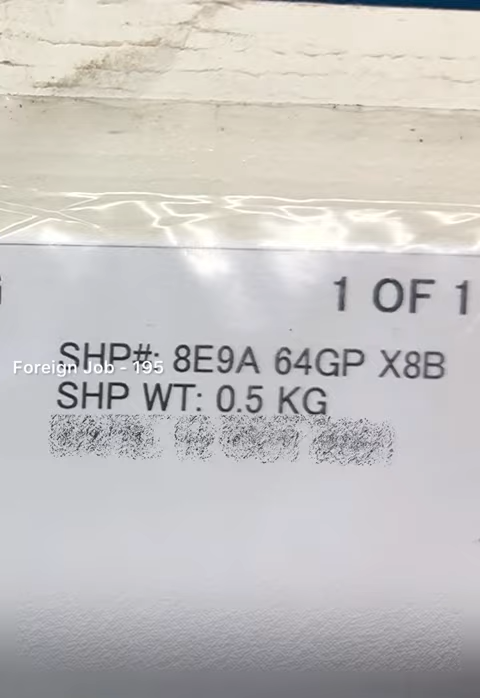 1 OF 1
SHP#: 8E9A 64GP X8B
Foreign Job - 195
SHP WT: 0.5 KG